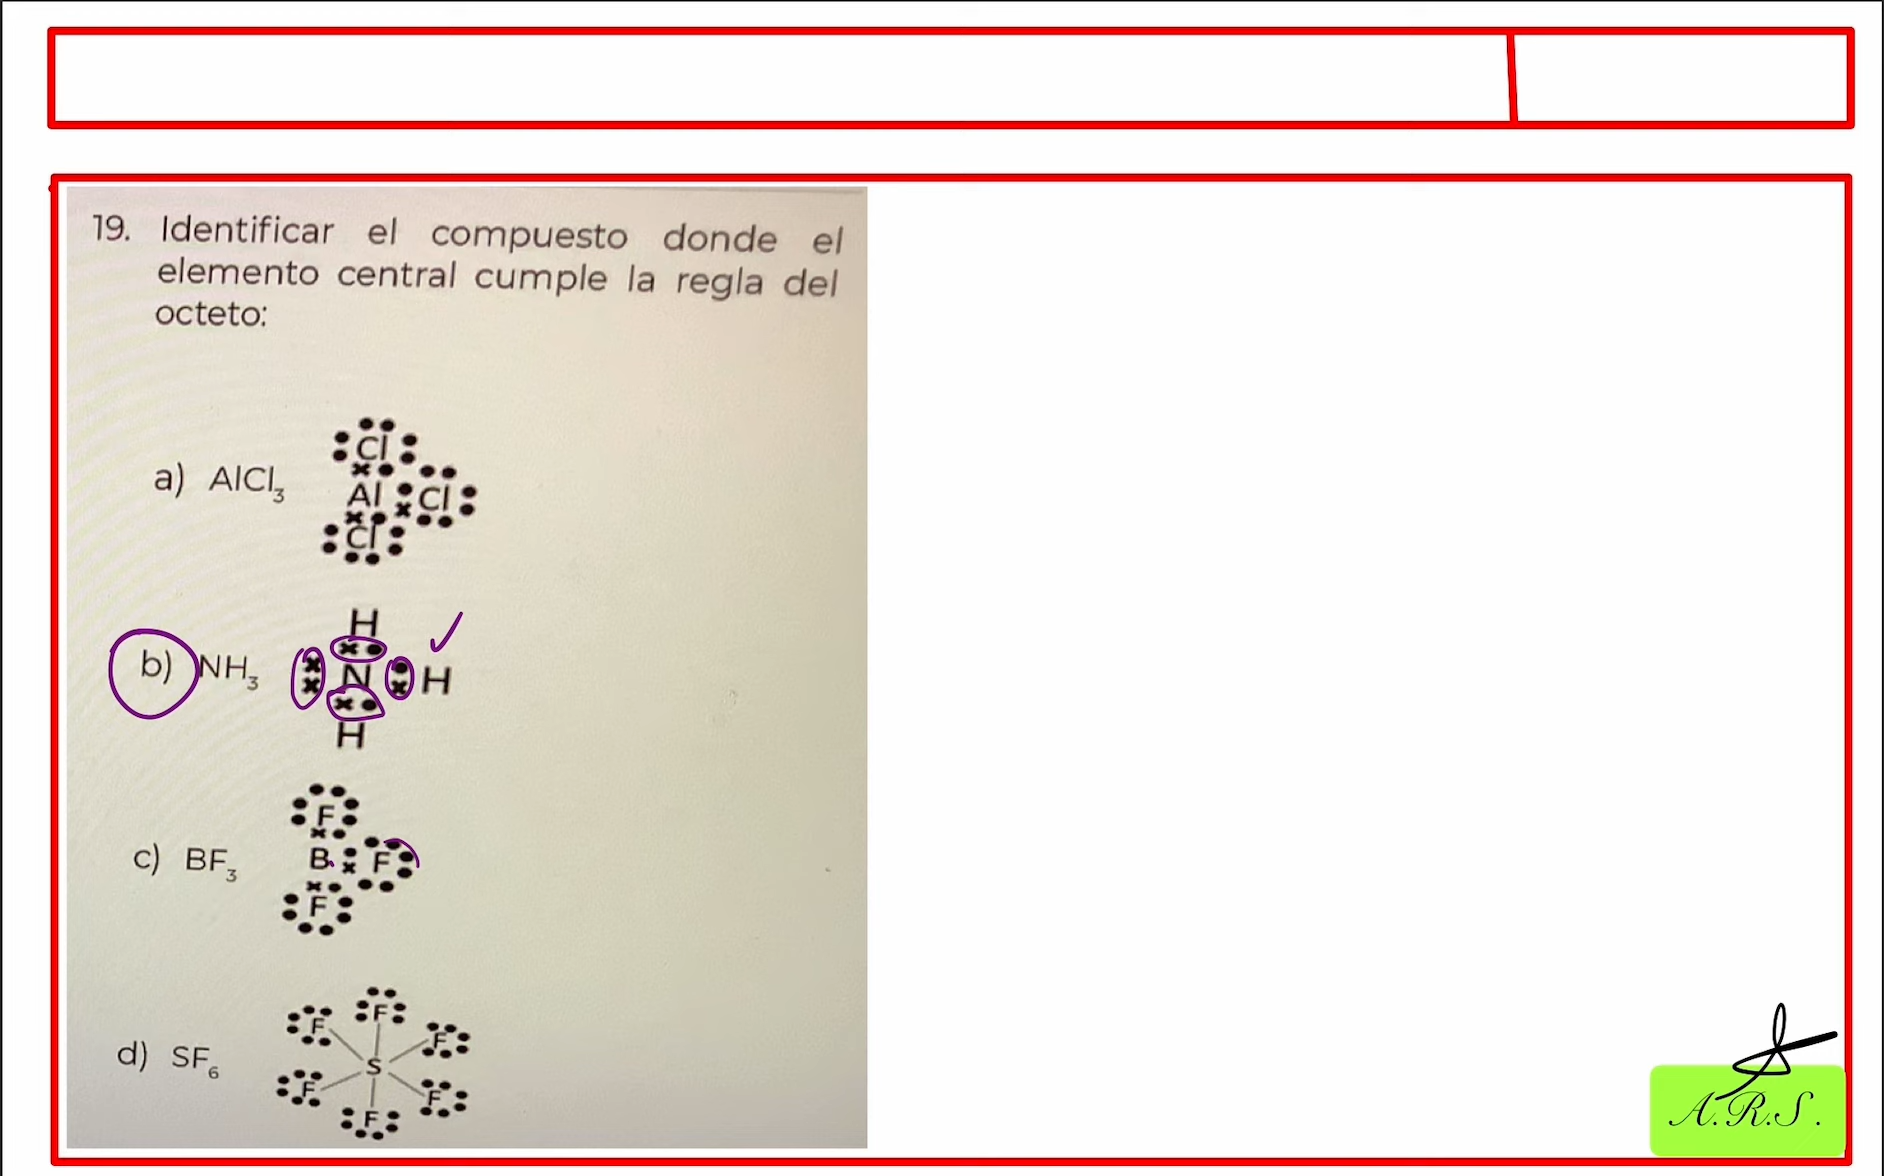 19. Identificar el compuesto donde el
elemento central cumple la regla del
octeto:
Cl
a) AlCl₃ Al Cl
Cl
H
b) NH₃ N H
H
F
c) BF₃ B F
F
F F F
d) SF₆ S
F F
F
A.R.S.